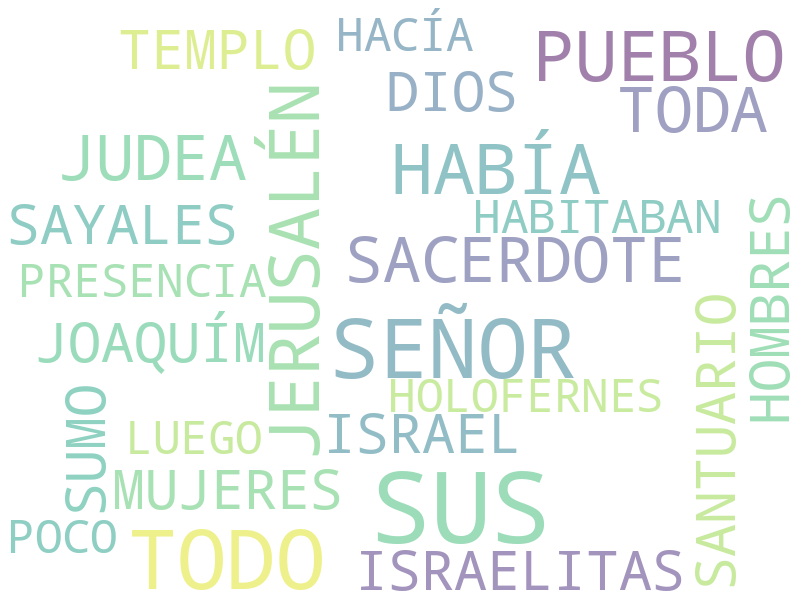 TEMPLO
HACÍA
PUEBLO
DIOS
TODA
JUDEA
JERUSALÉN
HABÍA
SAYALES
HABITABAN
HOMBRES
SACERDOTE
PRESENCIA
SEÑOR
JOAQUÍM
SANTUARIO
HOLOFERNES
SUMO
LUEGO
ISRAEL
MUJERES
SUS
POCO
TODO
ISRAELITAS